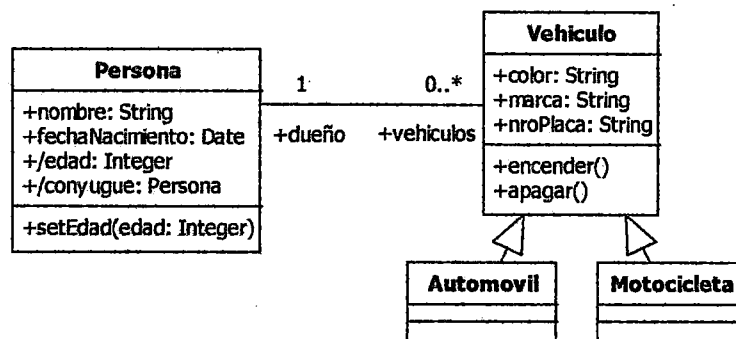 Persona
+nombre: String
+fechaNacimiento: Date
+/edad: Integer
+/conyugue: Persona
+setEdad(edad: Integer)
1
0..*
+dueño
+vehiculos
Vehiculo
+color: String
+marca: String
+nroPlaca: String
+encender()
+apagar()
Automovil
Motocicleta